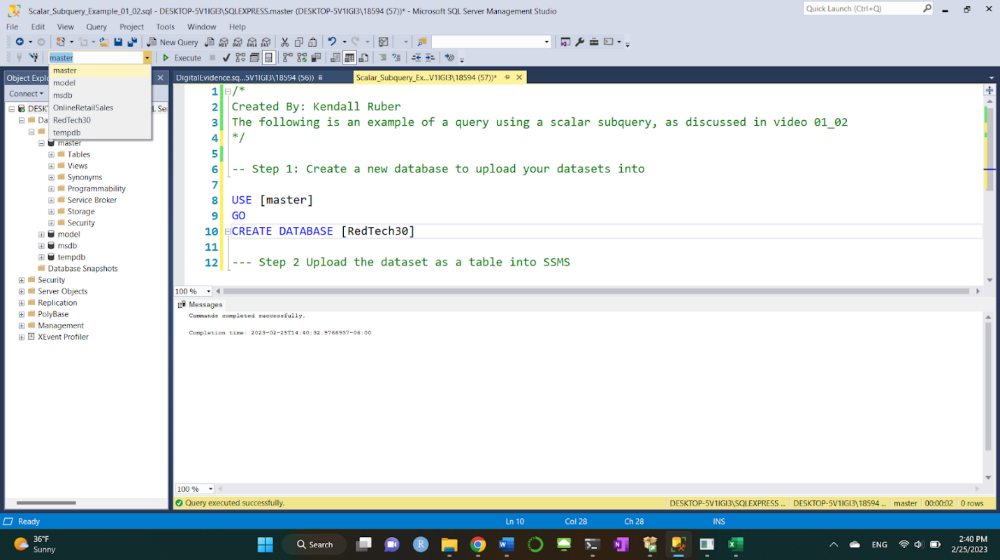 Scalar_Subquery_Example_01_02.sql - DESKTOP-5V1IGI3\SQLEXPRESS.master (DESKTOP-5V1IGI3\18594 (57))* - Microsoft SQL Server Management Studio
Quick Launch (Ctrl+Q)
File Edit View Query Project Tools Window Help
New Query
master
Execute
master
model
msdb
OnlineRetailSales
RedTech30
tempdb
Object Explo
Connect
DESKT
L Ser
Da
master
Tables
Views
Synonyms
Programmability
Service Broker
Storage
Security
model
msdb
tempdb
Database Snapshots
Security
Server Objects
Replication
PolyBase
Management
XEvent Profiler
DigitalEvidence.sq...5V1IGI3\18594 (56))
Scalar_Subquery_Ex...V1IGI3\18594 (57))*
1 /*
2 Created By: Kendall Ruber
3 The following is an example of a query using a scalar subquery, as discussed in video 01_02
4 */
5
6 -- Step 1: Create a new database to upload your datasets into
7
8 USE [master]
9 GO
10 CREATE DATABASE [RedTech30]
11
12 --- Step 2 Upload the dataset as a table into SSMS
100 %
Messages
Commands completed successfully.
Completion time: 2023-02-25T14:40:32.9766937-06:00
100 %
Query executed successfully.
DESKTOP-5V1IGI3\SQLEXPRESS ... DESKTOP-5V1IGI3\18594 ... master 00:00:02 0 rows
Ready
Ln 10 Col 28 Ch 28 INS
36°F
Sunny
Search
ENG
2:40 PM
2/25/2023